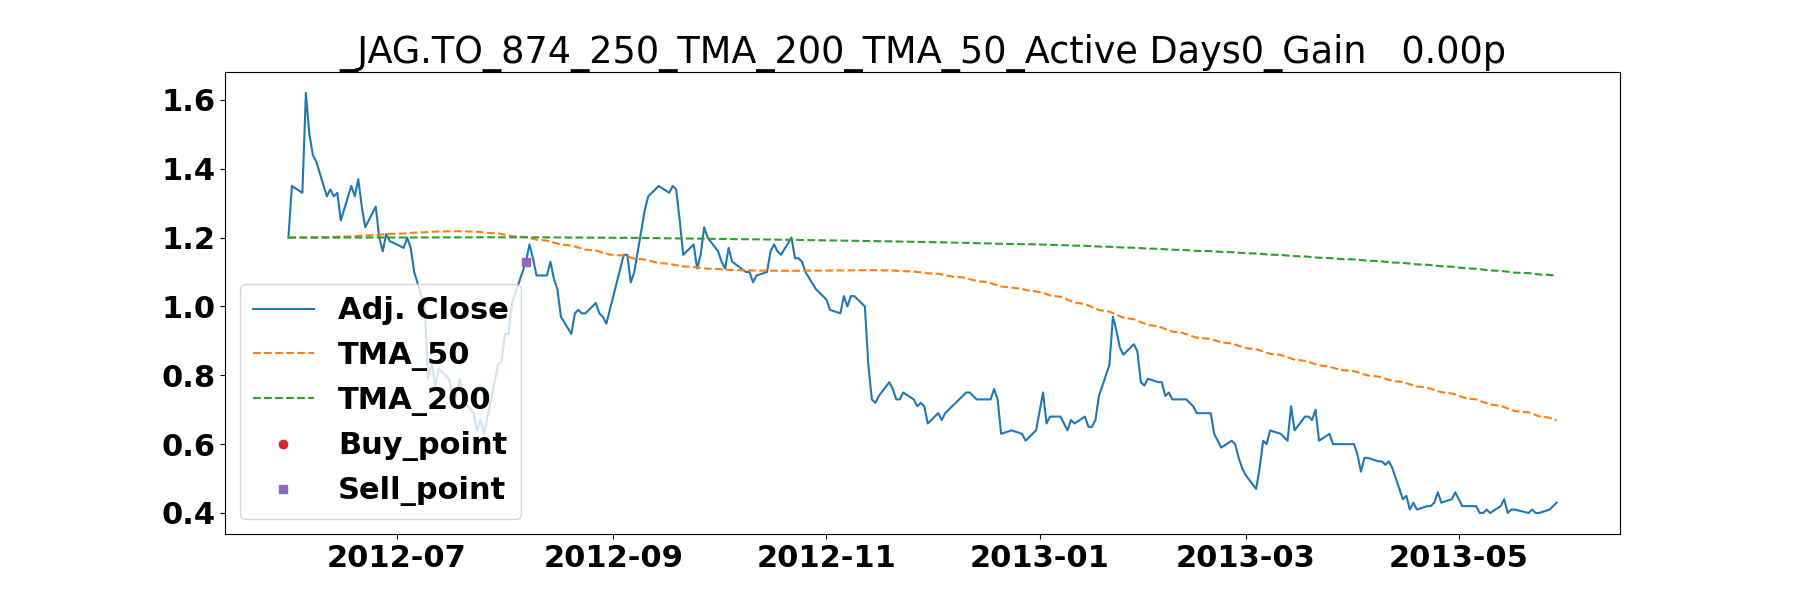 _JAG.TO_874_250_TMA_200_TMA_50_Active Days0_Gain   0.00p
1.6
1.4
1.2
1.0
0.8
0.6
0.4
Adj. Close
TMA_50
TMA_200
Buy_point
Sell_point
2012-07 2012-09 2012-11 2013-01 2013-03 2013-05